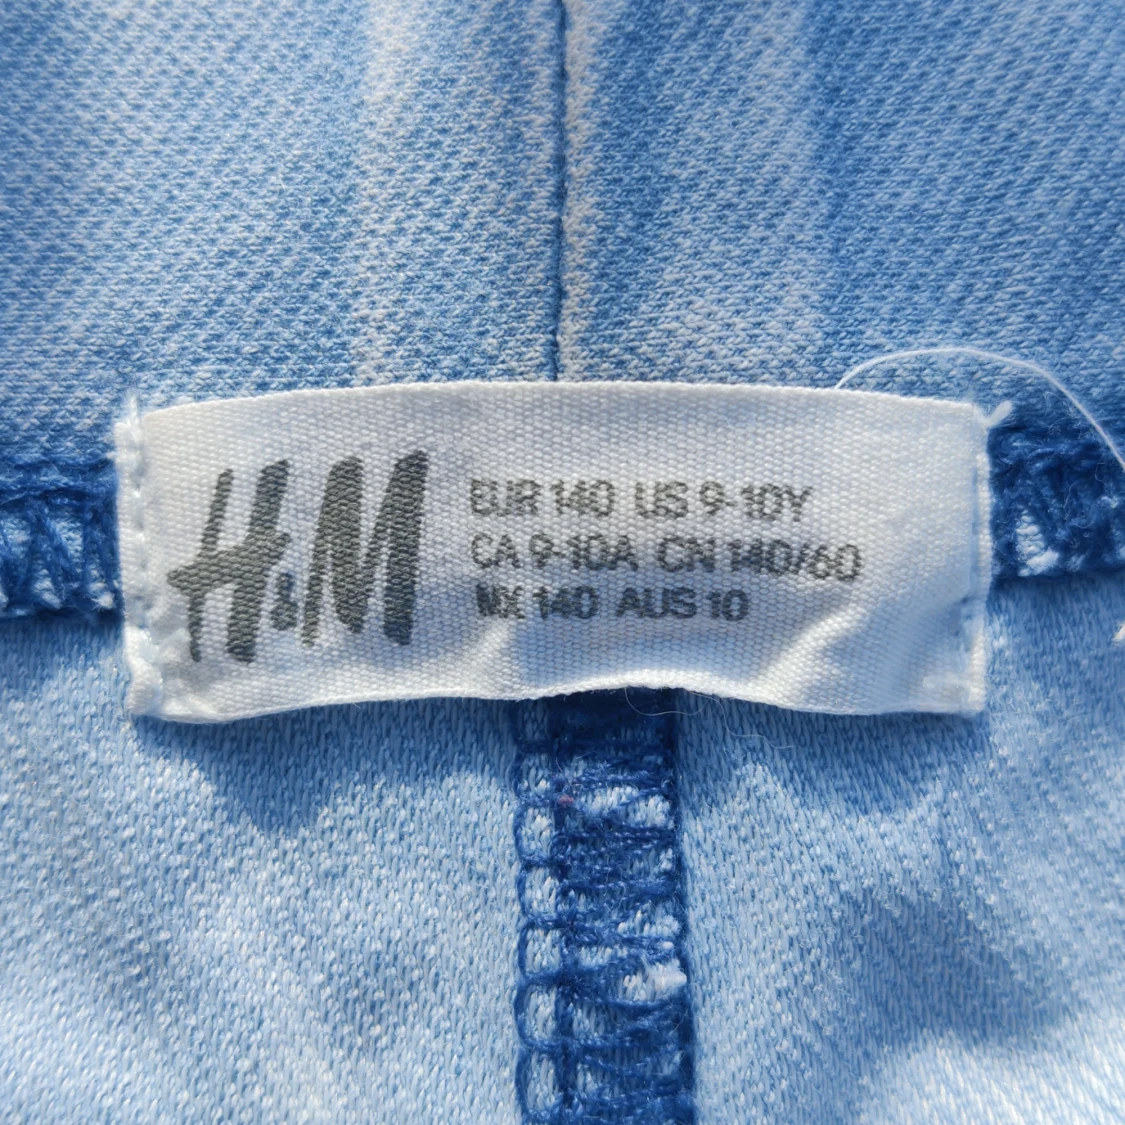 H&M
EUR 140 US 9-10Y
CA 9-10A CN 140/60
MX 140 AUS 10